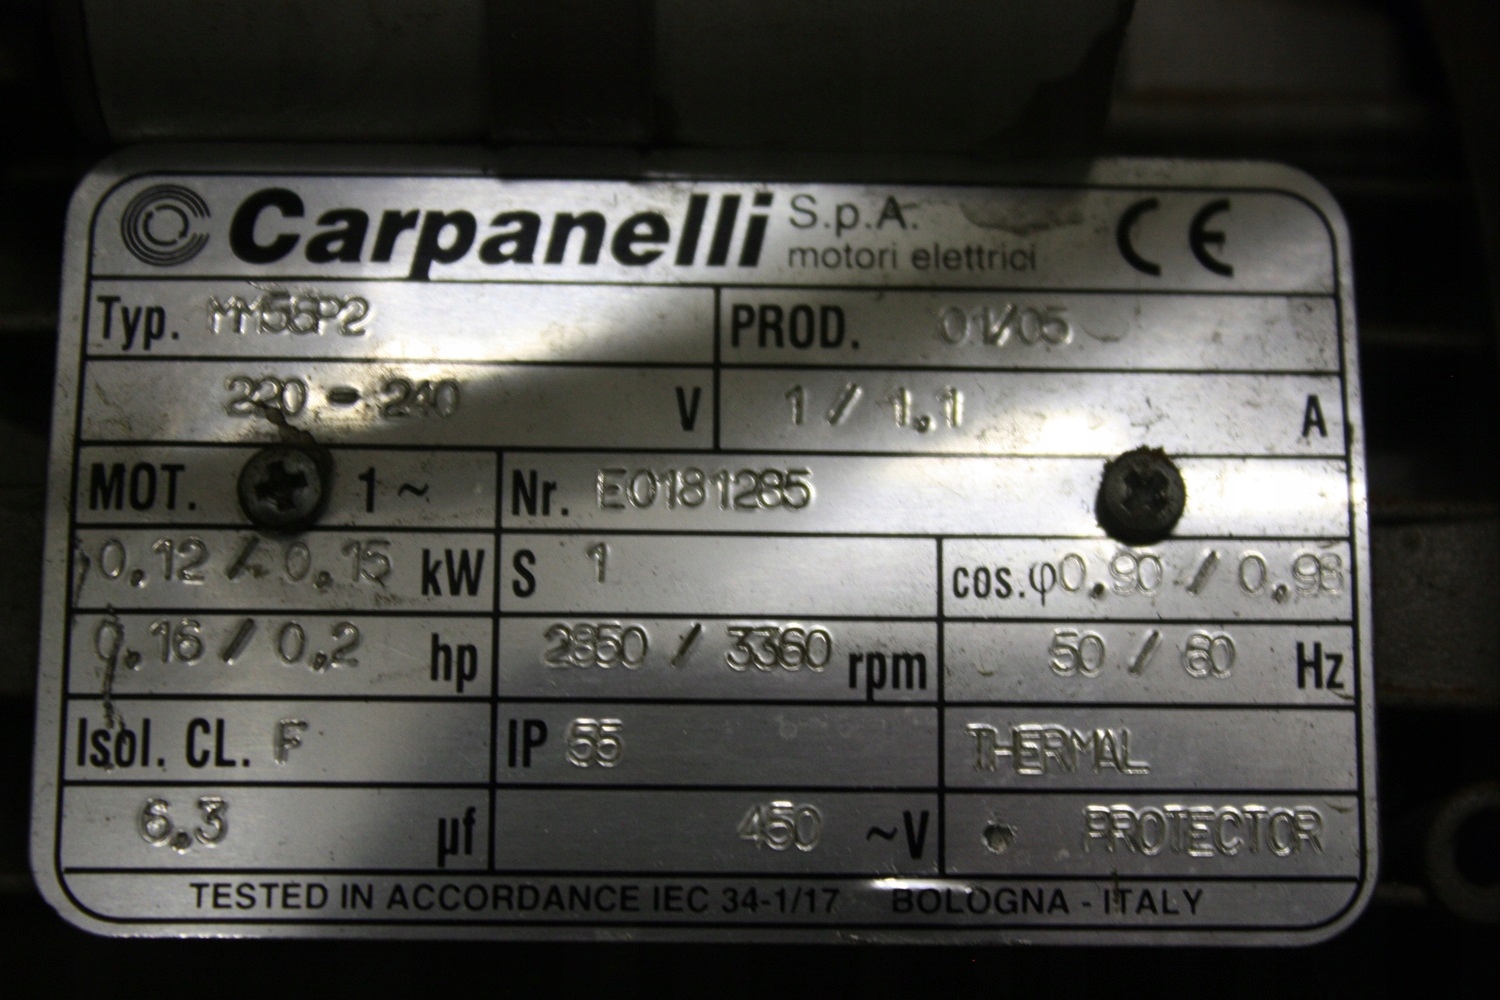 Carpanelli S.p.A.
motori elettrici CE
Typ. MM56P2 PROD. 01/05
220 - 240 V 1 / 1,1 A
MOT. 1~ Nr. E0181285
0,12 / 0,15 kW S 1 cos.φ 0,90 / 0,98
0,16 / 0,2 hp 2850 / 3360 rpm 50 / 60 Hz
Isol. CL. F IP 55 THERMAL
6,3 µf 450 ~V PROTECTOR
TESTED IN ACCORDANCE IEC 34-1/17 BOLOGNA - ITALY